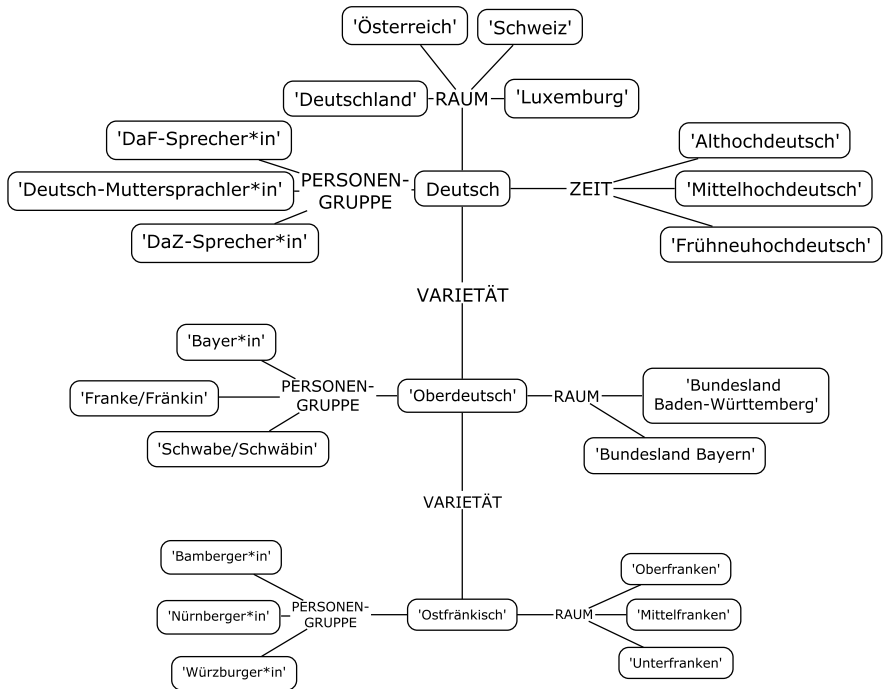 'Österreich'
'Schweiz'
'Deutschland'
RAUM
'Luxemburg'
'DaF-Sprecher*in'
'Althochdeutsch'
'Deutsch-Muttersprachler*in'
PERSONEN-
GRUPPE
Deutsch
ZEIT
'Mittelhochdeutsch'
'DaZ-Sprecher*in'
'Frühneuhochdeutsch'
VARIETÄT
'Bayer*in'
'Franke/Fränkin'
PERSONEN-
GRUPPE
'Oberdeutsch'
RAUM
'Bundesland
Baden-Württemberg'
'Schwabe/Schwäbin'
'Bundesland Bayern'
VARIETÄT
'Bamberger*in'
'Oberfranken'
'Nürnberger*in'
PERSONEN-
GRUPPE
'Ostfränkisch'
RAUM
'Mittelfranken'
'Würzburger*in'
'Unterfranken'